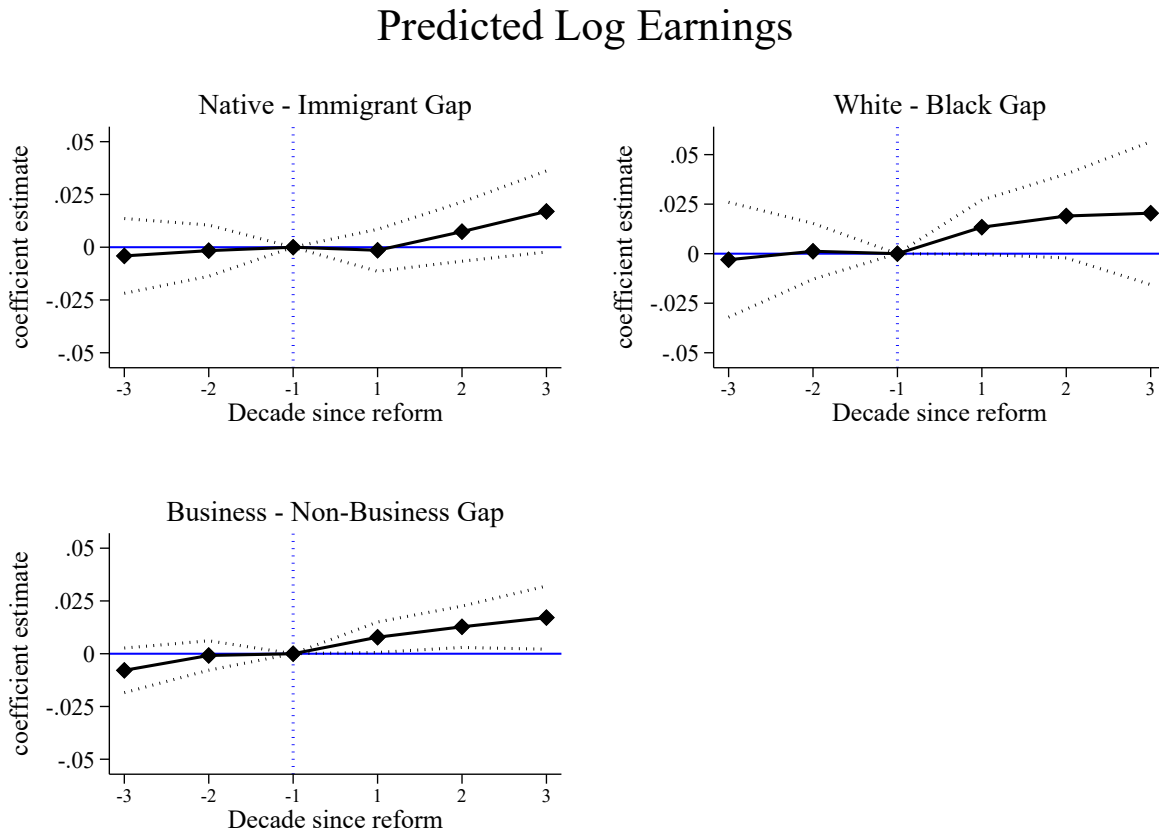 Predicted Log Earnings
Native - Immigrant Gap
coefficient estimate
.05
.025
0
-.025
-.05
-3 -2 -1 1 2 3
Decade since reform
White - Black Gap
coefficient estimate
.05
.025
0
-.025
-.05
-3 -2 -1 1 2 3
Decade since reform
Business - Non-Business Gap
coefficient estimate
.05
.025
0
-.025
-.05
-3 -2 -1 1 2 3
Decade since reform